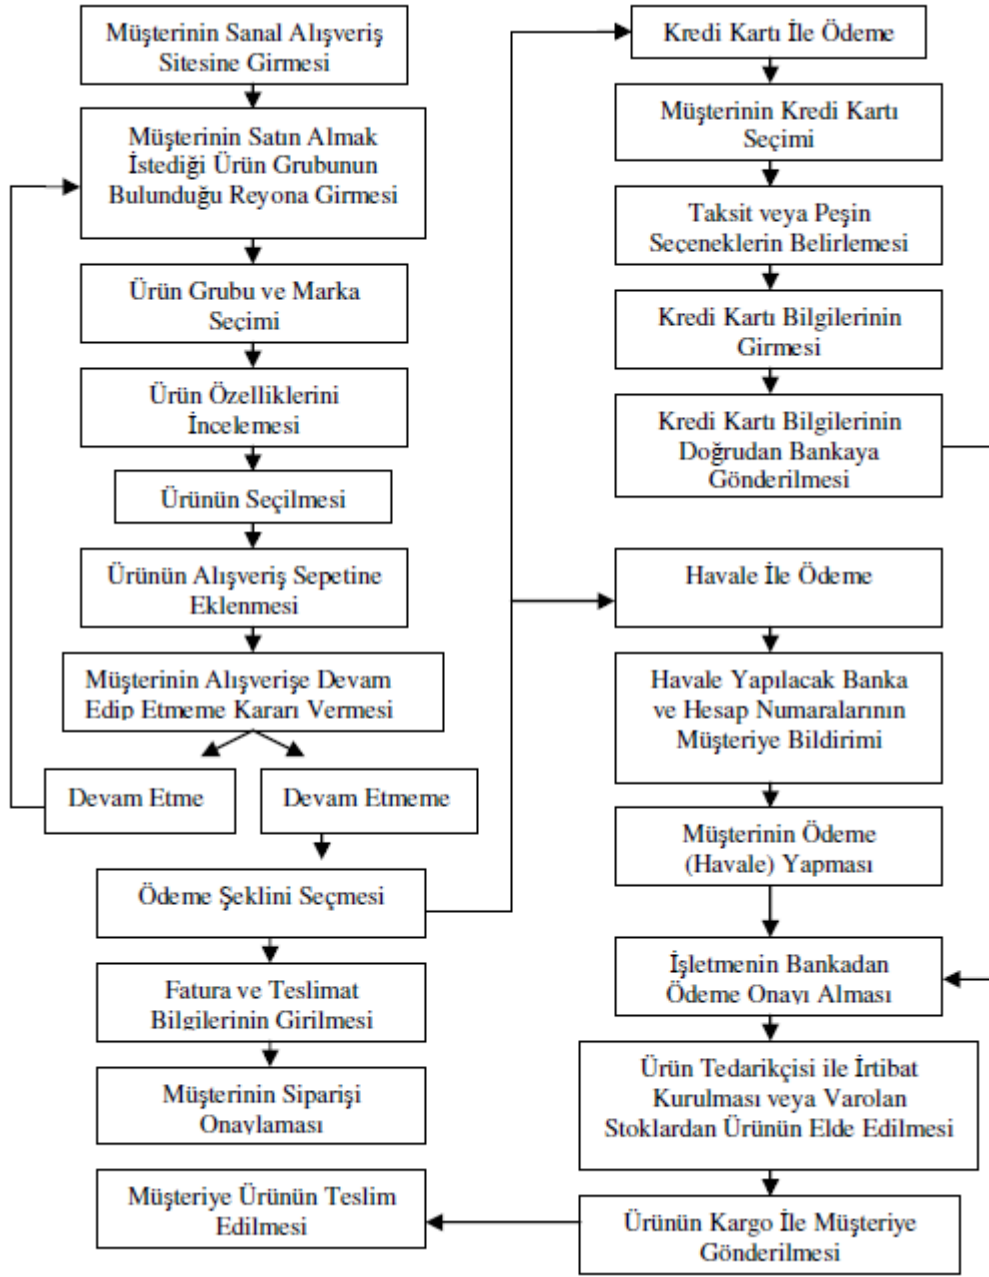 Müşterinin Sanal Alışveriş
Sitesine Girmesi
Müşterinin Satın Almak
İstediği Ürün Grubunun
Bulunduğu Reyona Girmesi
Ürün Grubu ve Marka
Seçimi
Ürün Özelliklerini
İncelemesi
Ürünün Seçilmesi
Ürünün Alışveriş Sepetine
Eklenmesi
Müşterinin Alışverişe Devam
Edip Etmeme Kararı Vermesi
Devam Etme
Devam Etmeme
Ödeme Şeklini Seçmesi
Fatura ve Teslimat
Bilgilerinin Girilmesi
Müşterinin Siparişi
Onaylaması
Kredi Kartı İle Ödeme
Müşterinin Kredi Kartı
Seçimi
Taksit veya Peşin
Seçeneklerin Belirlemesi
Kredi Kartı Bilgilerinin
Girmesi
Kredi Kartı Bilgilerinin
Doğrudan Bankaya
Gönderilmesi
Havale İle Ödeme
Havale Yapılacak Banka
ve Hesap Numaralarının
Müşteriye Bildirimi
Müşterinin Ödeme
(Havale) Yapması
İşletmenin Bankadan
Ödeme Onayı Alması
Ürün Tedarikçisi ile İrtibat
Kurulması veya Varolan
Stoklardan Ürünün Elde Edilmesi
Ürünün Kargo İle Müşteriye
Gönderilmesi
Müşteriye Ürünün Teslim
Edilmesi